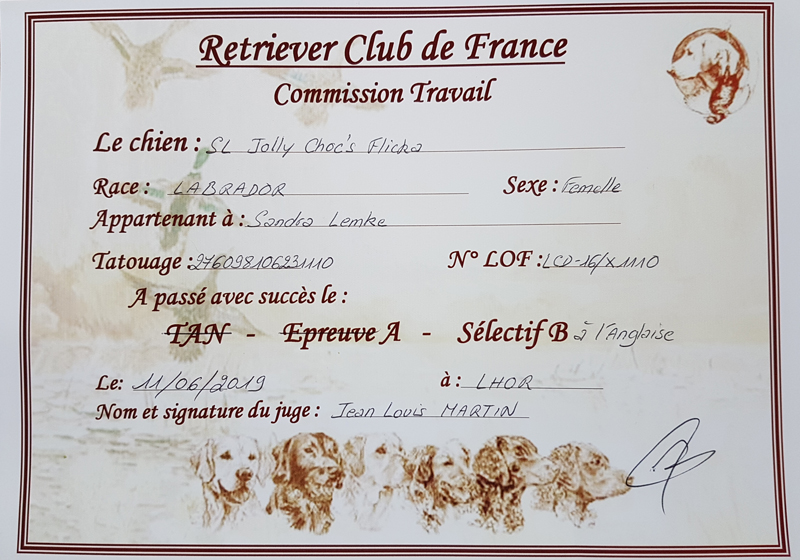 Retriever Club de France
Commission Travail
Le chien : SL Jolly Choc's Flicka
Race : LABRADOR Sexe : Femelle
Appartenant à : Sandra Lemke
Tatouage : 276098106231110 N° LOF : LCD-16/X1110
A passé avec succès le :
TAN - Epreuve A - Sélectif B à l'Anglaise
Le: 11/06/2019 à : LHOR
Nom et signature du juge : Jean Louis MARTIN